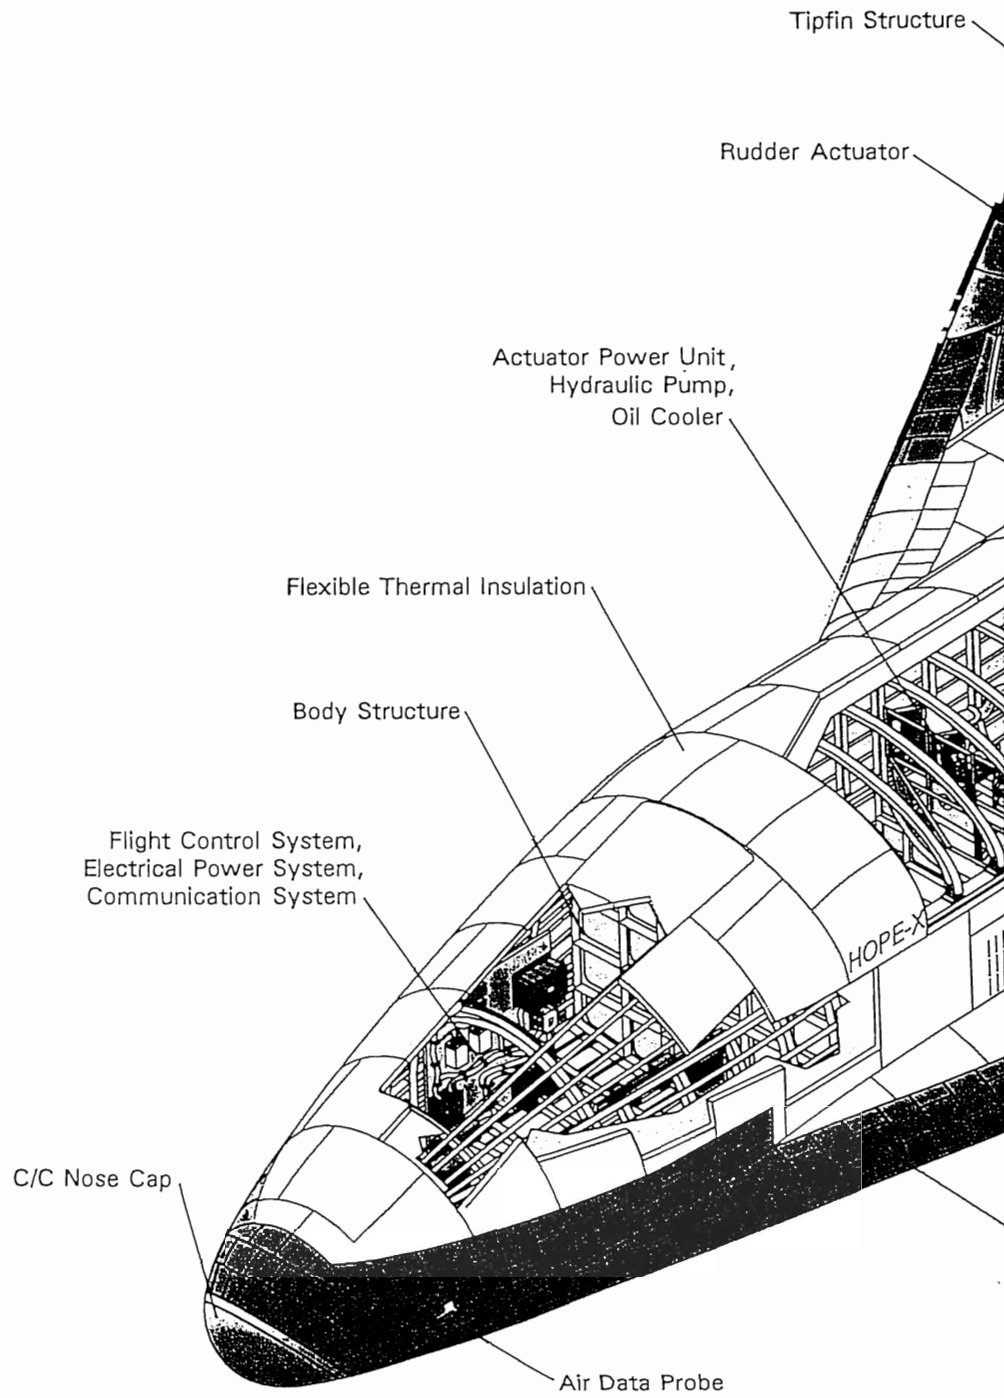 Tipfin Structure
Rudder Actuator
Actuator Power Unit,
Hydraulic Pump,
Oil Cooler
Flexible Thermal Insulation
Body Structure
Flight Control System,
Electrical Power System,
Communication System
HOPE-X
C/C Nose Cap
Air Data Probe